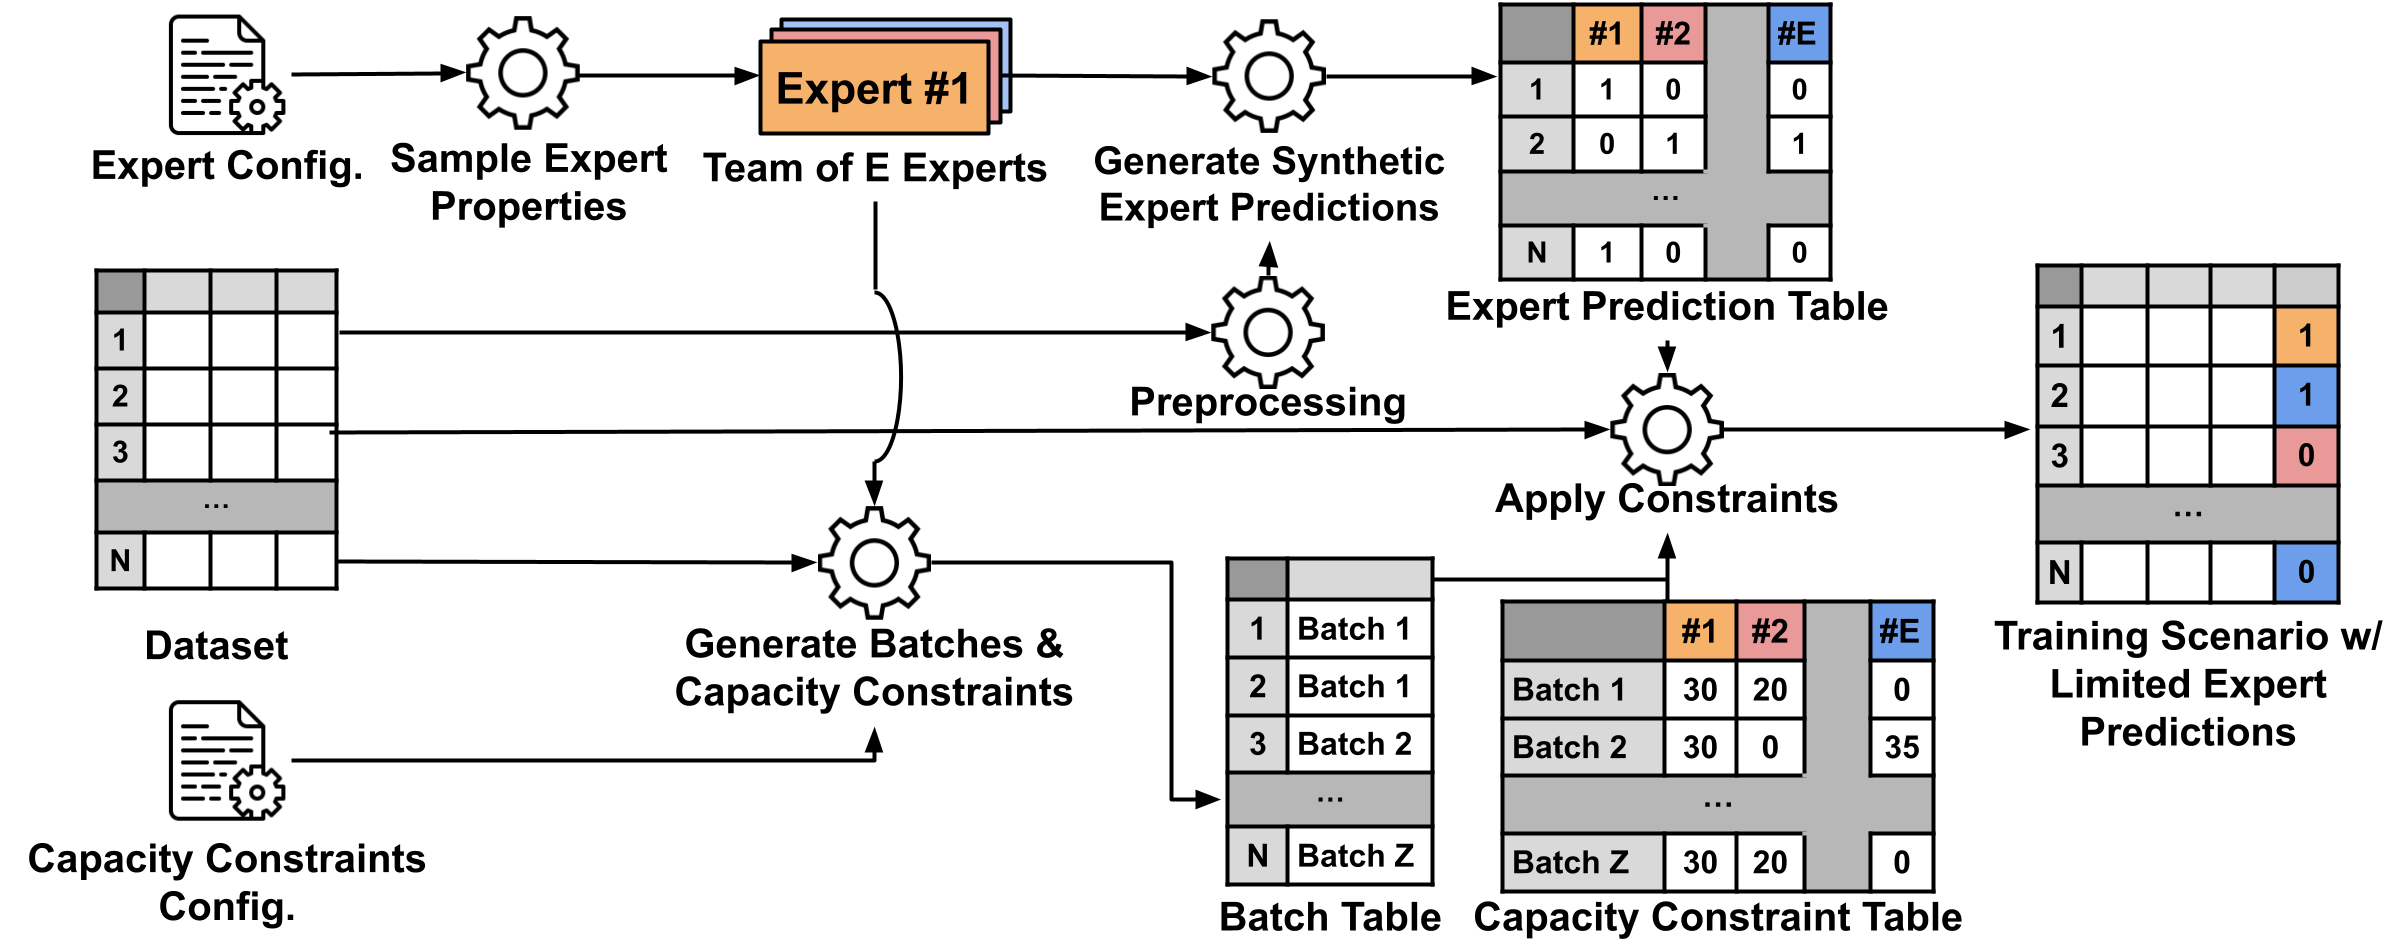 Expert Config.
Sample Expert
Properties
Expert #1
Team of E Experts
Generate Synthetic
Expert Predictions
#1 #2 #E
1 1 0 0
2 0 1 1
...
N 1 0 0
Expert Prediction Table
1
2
3
...
N
Dataset
Preprocessing
Apply Constraints
Generate Batches &
Capacity Constraints
Capacity Constraints
Config.
1 Batch 1
2 Batch 1
3 Batch 2
...
N Batch Z
Batch Table
#1 #2 #E
Batch 1 30 20 0
Batch 2 30 0 35
...
Batch Z 30 20 0
Capacity Constraint Table
1 1
2 1
3 0
...
N 0
Training Scenario w/
Limited Expert
Predictions